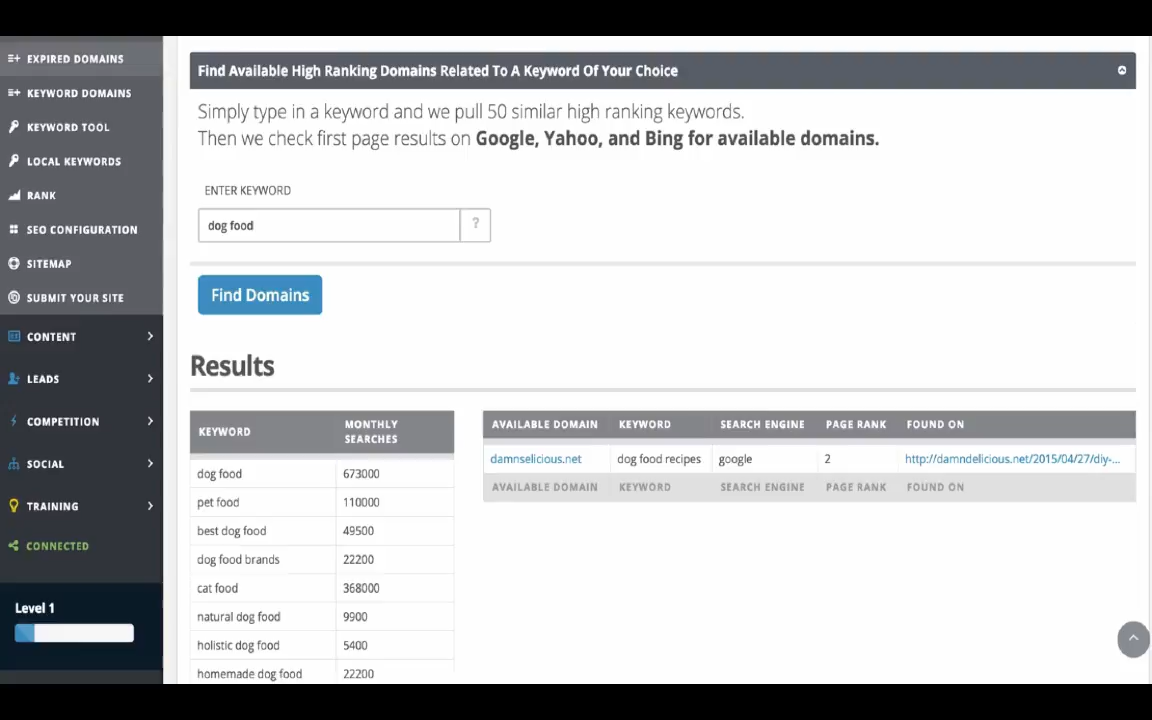 EXPIRED DOMAINS
KEYWORD DOMAINS
KEYWORD TOOL
LOCAL KEYWORDS
RANK
SEO CONFIGURATION
SITEMAP
SUBMIT YOUR SITE
CONTENT
LEADS
COMPETITION
SOCIAL
TRAINING
CONNECTED
Level 1
Find Available High Ranking Domains Related To A Keyword Of Your Choice
Simply type in a keyword and we pull 50 similar high ranking keywords.
Then we check first page results on Google, Yahoo, and Bing for available domains.
ENTER KEYWORD
dog food ?
Find Domains
Results
KEYWORD MONTHLY SEARCHES
dog food 673000
pet food 110000
best dog food 49500
dog food brands 22200
cat food 368000
natural dog food 9900
holistic dog food 5400
homemade dog food 22200
AVAILABLE DOMAIN KEYWORD SEARCH ENGINE PAGE RANK FOUND ON
damnselicious.net dog food recipes google 2 http://damndelicious.net/2015/04/27/diy-...
AVAILABLE DOMAIN KEYWORD SEARCH ENGINE PAGE RANK FOUND ON